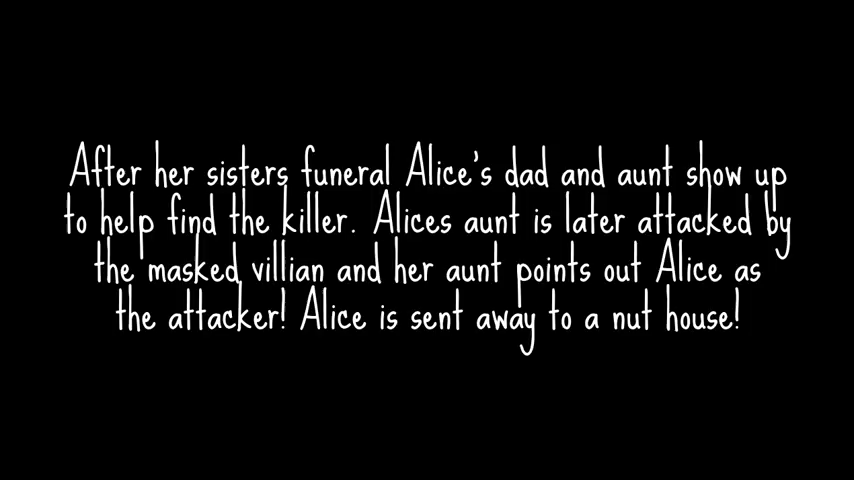 After her sisters funeral Alice's dad and aunt show up
to help find the killer. Alices aunt is later attacked by
the masked villian and her aunt points out Alice as
the attacker! Alice is sent away to a nut house!